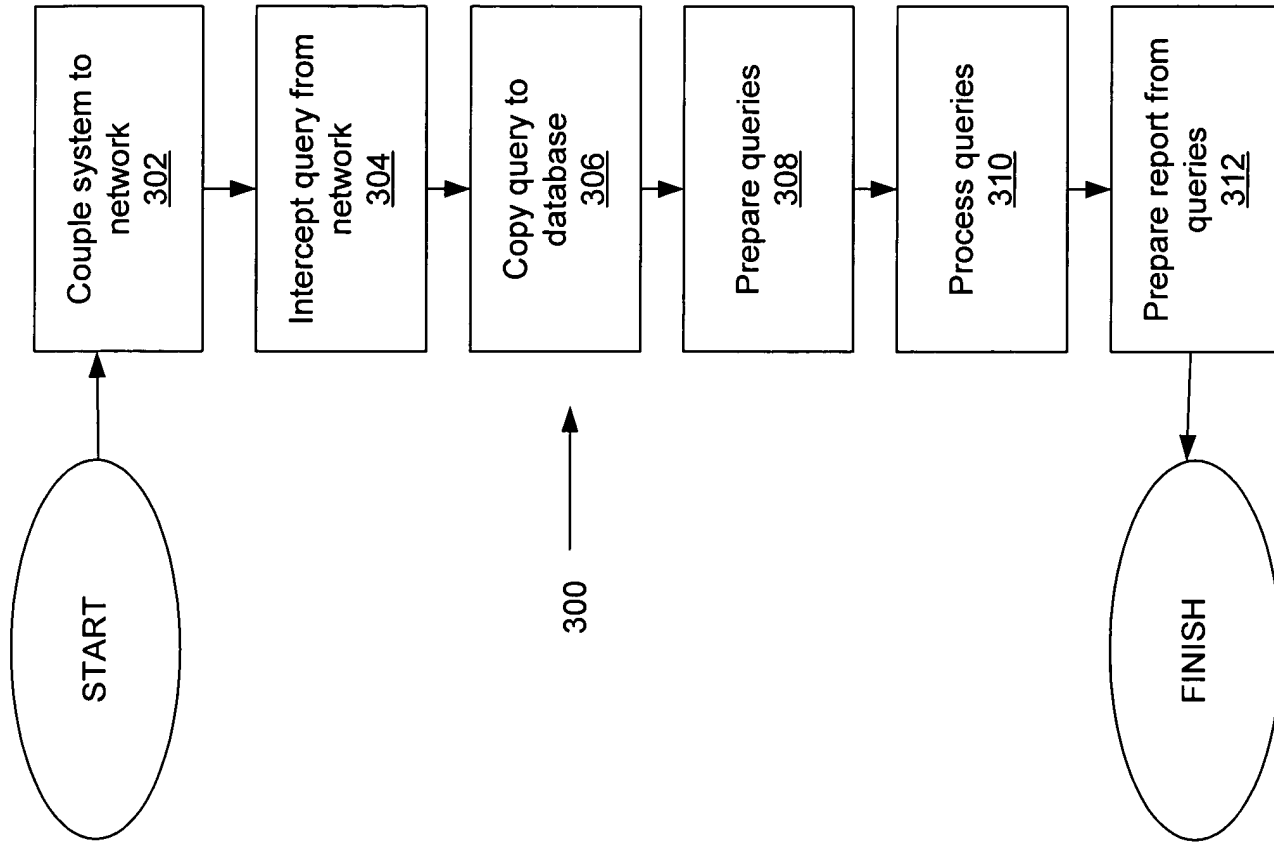 START
Couple system to
network
302
Intercept query from
network
304
Copy query to
database
306
300
Prepare queries
308
Process queries
310
Prepare report from
queries
312
FINISH